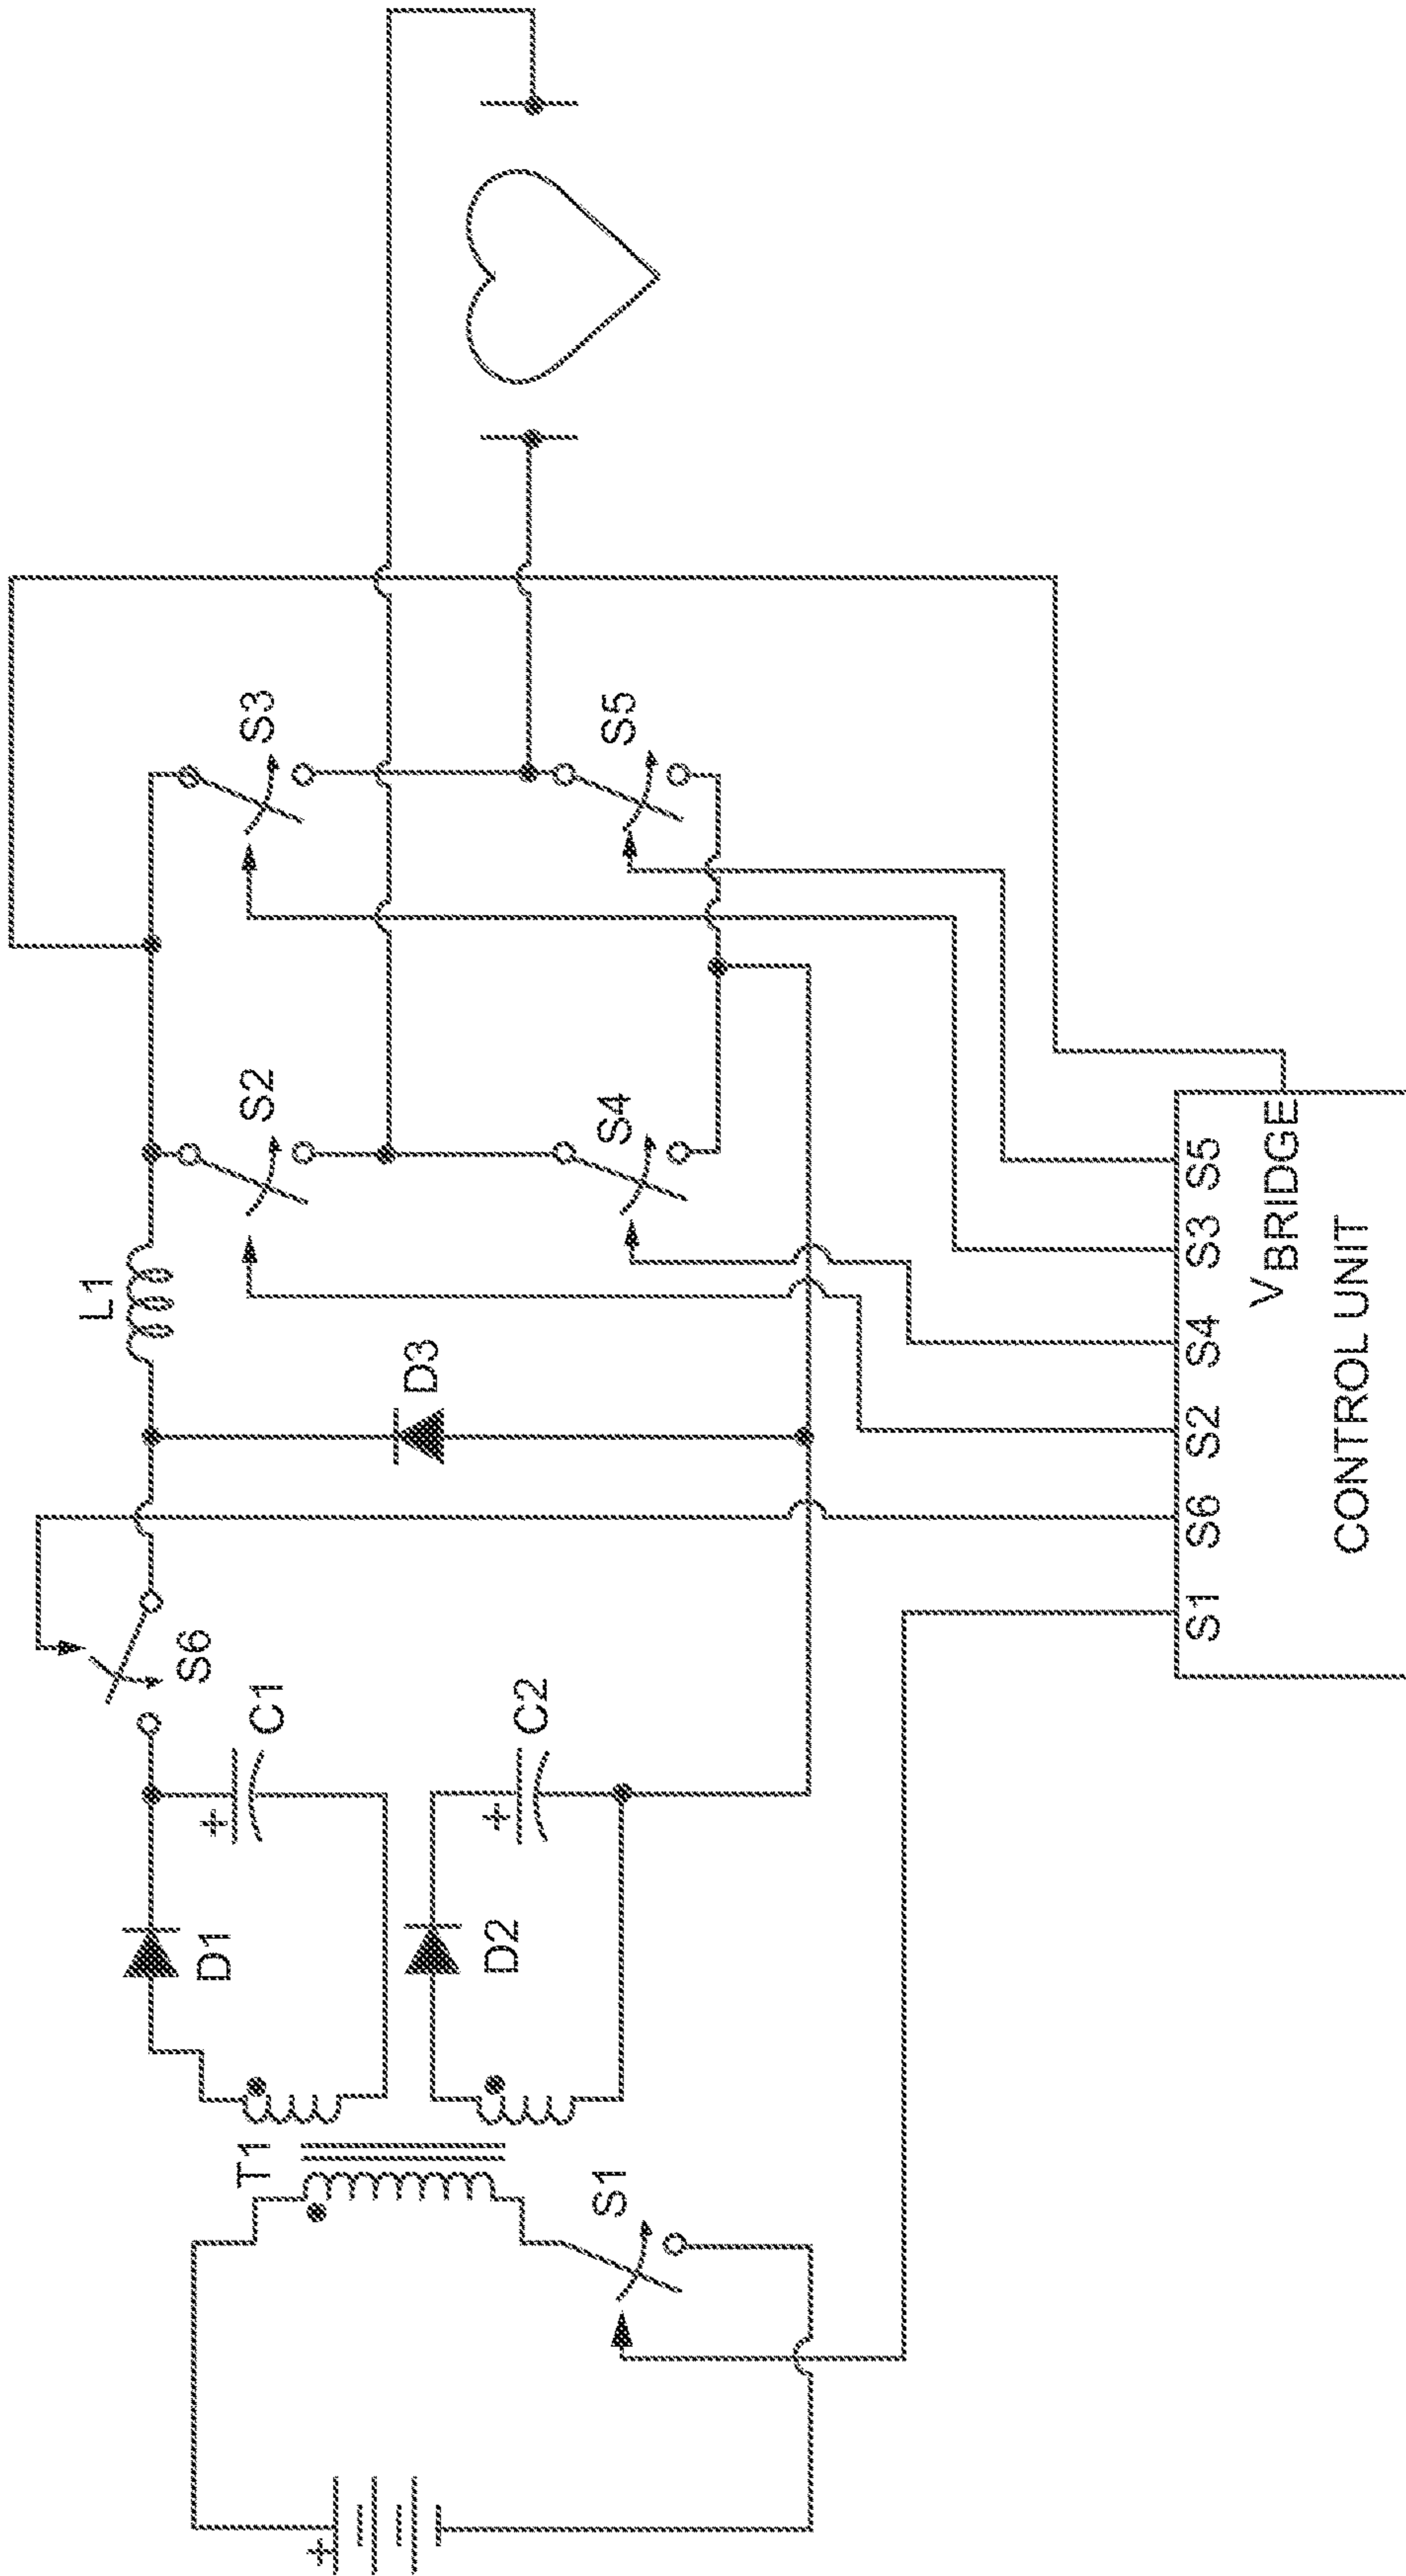 +
T1
S1
D1
D2
+
C1
+
C2
S6
L1
D3
S2
S4
S3
S5
S1
S6
S2
S4
S3
S5
VBRIDGE
CONTROL UNIT